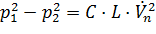 p₁² − p₂² = C · L · V̇ₙ²